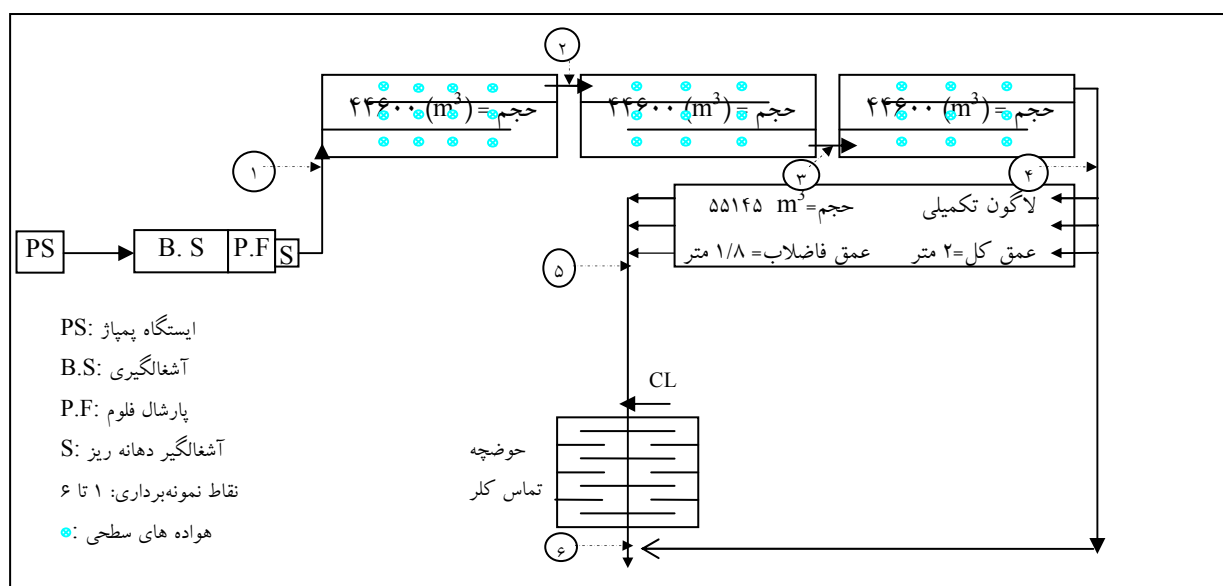 ۲
حجم = (m³) ۴۴۶۰۰
حجم = (m³) ۴۴۶۰۰
حجم = (m³) ۴۴۶۰۰
۱
۳
۴
لاگون تکمیلی
حجم= m³ ۵۵۱۴۵
عمق کل=۲ متر
عمق فاضلاب= ۱/۸ متر
PS
B. S
P.F
S
۵
ایستگاه پمپاژ :PS
آشغالگیری :B.S
پارشال فلوم :P.F
آشغالگیر دهانه ریز :S
نقاط نمونه‌برداری: ۱ تا ۶
هواده های سطحی :
CL
حوضچه
تماس کلر
۶